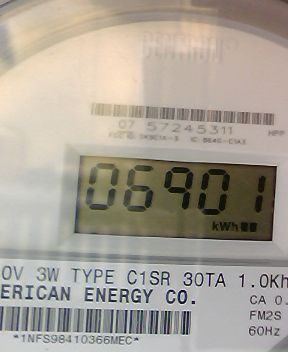 07 57245311
HPP
06901
kWh
0V 3W TYPE C1SR 30TA 1.0Kh
ERICAN ENERGY CO.
CA 0.
FM2S
60Hz
*1NFS98410366MEC*